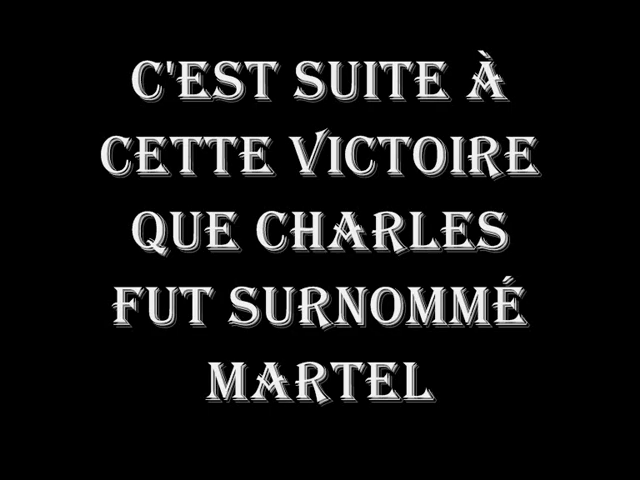 C'EST SUITE À
CETTE VICTOIRE
QUE CHARLES
FUT SURNOMMÉ
MARTEL